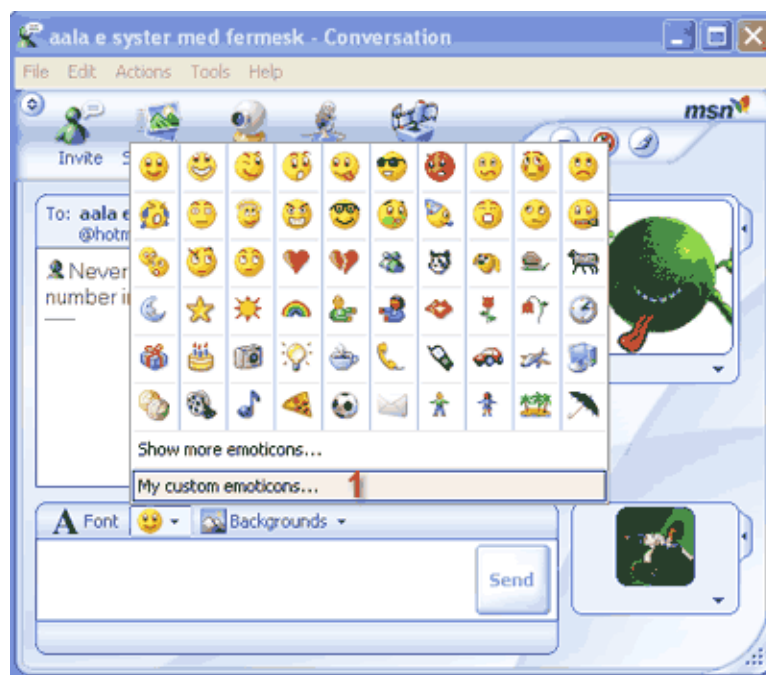 aala e syster med fermesk - Conversation
File Edit Actions Tools Help
msn
Invite
To: aala e
@hotm
Never
number i
Show more emoticons...
My custom emoticons... 1
A Font Backgrounds
Send